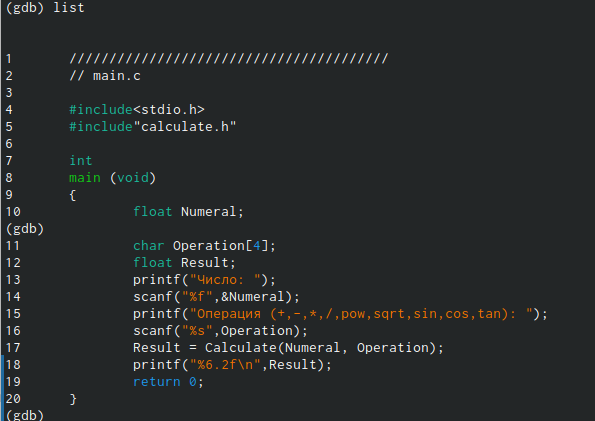 (gdb) list
1 ////////////////////////////////////////
2 // main.c
3
4 #include<stdio.h>
5 #include"calculate.h"
6
7 int
8 main (void)
9 {
10 float Numeral;
(gdb)
11 char Operation[4];
12 float Result;
13 printf("Число: ");
14 scanf("%f",&Numeral);
15 printf("Операция (+,-,*,/,pow,sqrt,sin,cos,tan): ");
16 scanf("%s",Operation);
17 Result = Calculate(Numeral, Operation);
18 printf("%6.2f\n",Result);
19 return 0;
20 }
(gdb)